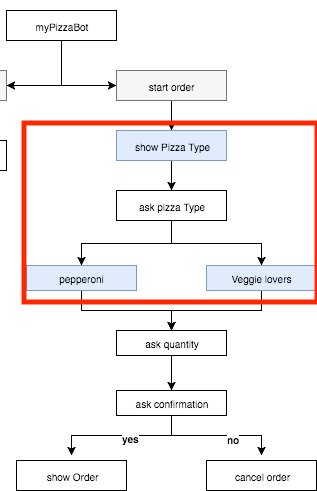 myPizzaBot
start order
show Pizza Type
ask pizza Type
pepperoni
Veggie lovers
ask quantity
ask confirmation
yes
no
show Order
cancel order